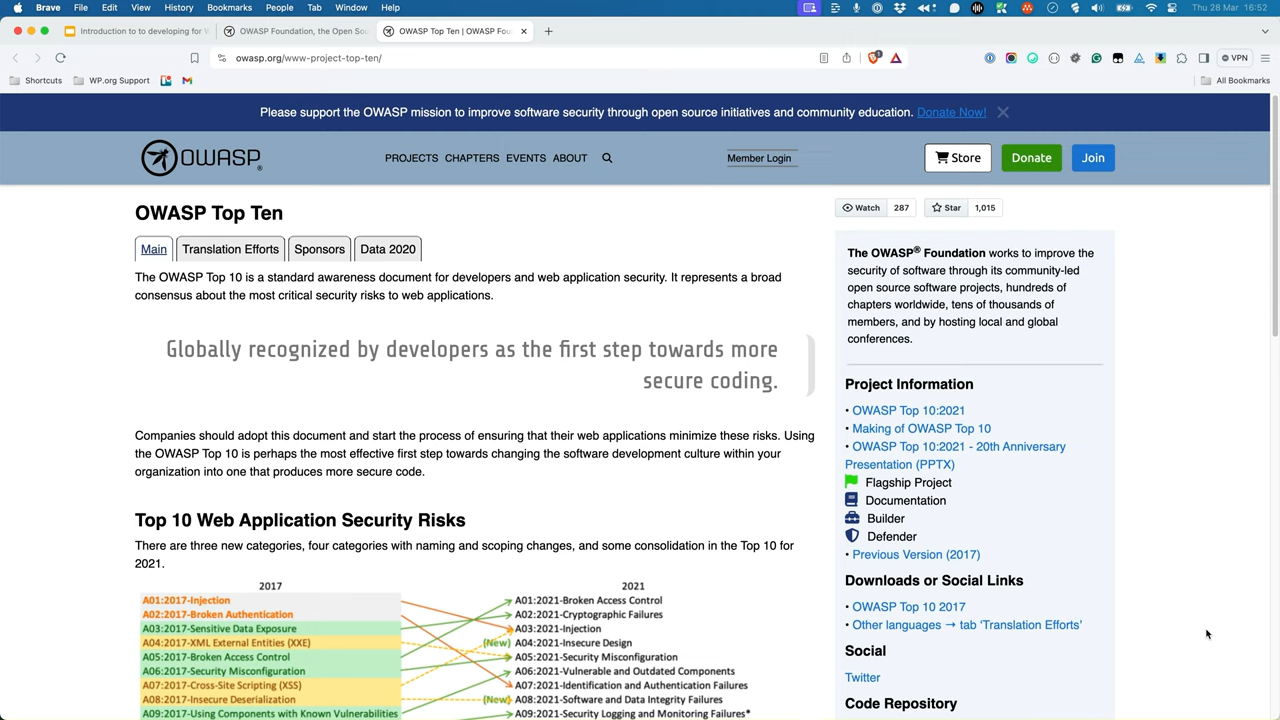 Brave File Edit View History Bookmarks People Tab Window Help Thu 28 Mar 16:52
Introduction to to developing for W OWASP Foundation, the Open Sou OWASP Top Ten | OWASP Fou
owasp.org/www-project-top-ten/ 1 VPN
Shortcuts WP.org Support All Bookmarks
Please support the OWASP mission to improve software security through open source initiatives and community education. Donate Now!
OWASP® PROJECTS CHAPTERS EVENTS ABOUT Member Login Store Donate Join
OWASP Top Ten
Main Translation Efforts Sponsors Data 2020
The OWASP Top 10 is a standard awareness document for developers and web application security. It represents a broad
consensus about the most critical security risks to web applications.
Globally recognized by developers as the first step towards more
secure coding.
Companies should adopt this document and start the process of ensuring that their web applications minimize these risks. Using
the OWASP Top 10 is perhaps the most effective first step towards changing the software development culture within your
organization into one that produces more secure code.
Top 10 Web Application Security Risks
There are three new categories, four categories with naming and scoping changes, and some consolidation in the Top 10 for
2021.
2017 2021
A01:2017-Injection A01:2021-Broken Access Control
A02:2017-Broken Authentication A02:2021-Cryptographic Failures
A03:2017-Sensitive Data Exposure A03:2021-Injection
A04:2017-XML External Entities (XXE) (New) A04:2021-Insecure Design
A05:2017-Broken Access Control A05:2021-Security Misconfiguration
A06:2017-Security Misconfiguration A06:2021-Vulnerable and Outdated Components
A07:2017-Cross-Site Scripting (XSS) A07:2021-Identification and Authentication Failures
A08:2017-Insecure Deserialization (New) A08:2021-Software and Data Integrity Failures
A09:2017-Using Components with Known Vulnerabilities A09:2021-Security Logging and Monitoring Failures*
Watch 287 Star 1,015
The OWASP® Foundation works to improve the
security of software through its community-led
open source software projects, hundreds of
chapters worldwide, tens of thousands of
members, and by hosting local and global
conferences.
Project Information
• OWASP Top 10:2021
• Making of OWASP Top 10
• OWASP Top 10:2021 - 20th Anniversary
Presentation (PPTX)
Flagship Project
Documentation
Builder
Defender
• Previous Version (2017)
Downloads or Social Links
• OWASP Top 10 2017
• Other languages → tab ‘Translation Efforts’
Social
Twitter
Code Repository